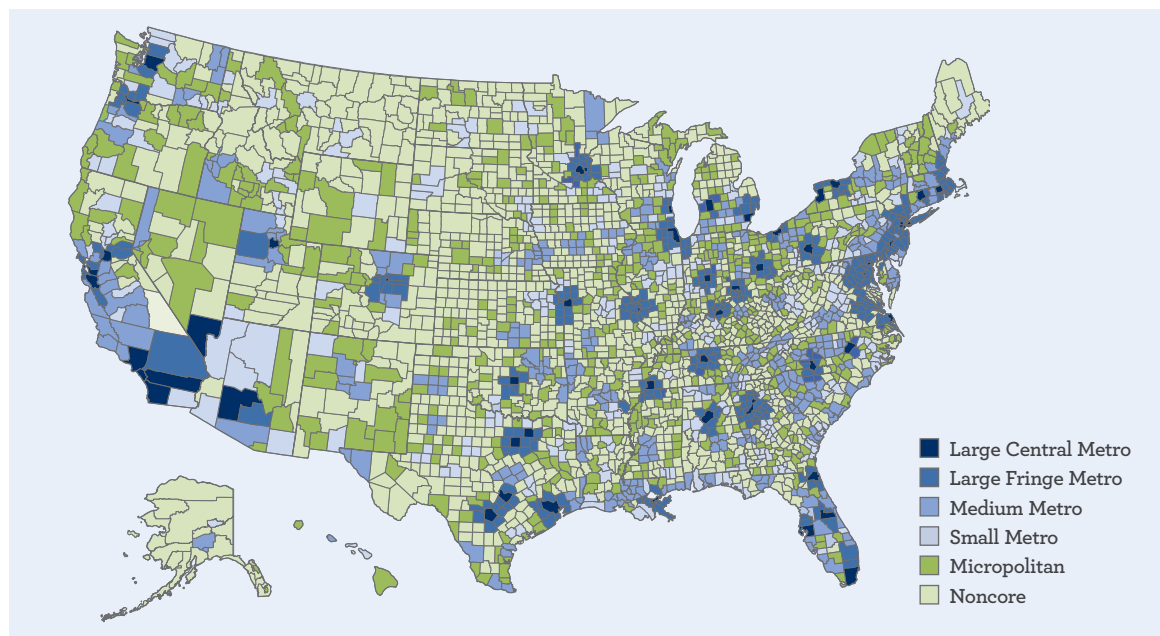 Large Central Metro
Large Fringe Metro
Medium Metro
Small Metro
Micropolitan
Noncore